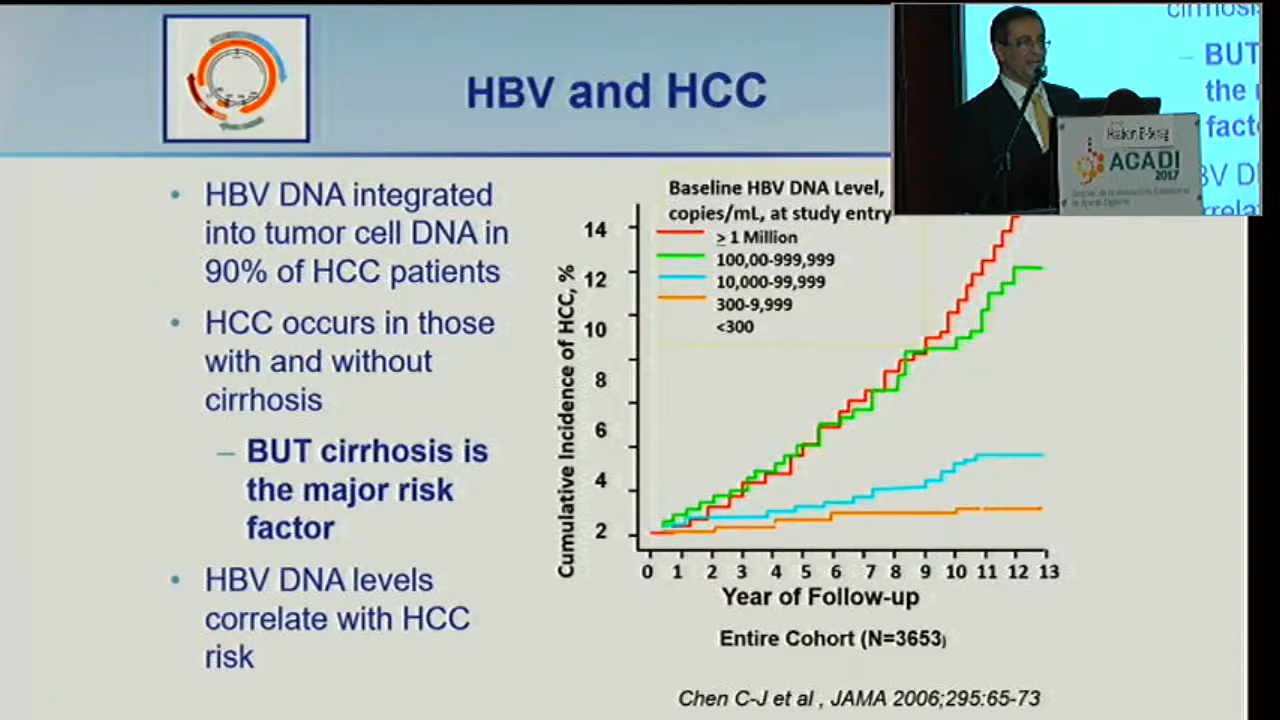 HBV and HCC
• HBV DNA integrated
into tumor cell DNA in
90% of HCC patients
• HCC occurs in those
with and without
cirrhosis
– BUT cirrhosis is
the major risk
factor
• HBV DNA levels
correlate with HCC
risk
Baseline HBV DNA Level,
copies/mL, at study entry
≥ 1 Million
100,00-999,999
10,000-99,999
300-9,999
<300
Cumulative Incidence of HCC, %
14
12
10
8
6
4
2
0 1 2 3 4 5 6 7 8 9 10 11 12 13
Year of Follow-up
Entire Cohort (N=3653)
Chen C-J et al , JAMA 2006;295:65-73
cirrhosis
– BUT
the
fact
ACADI
2017